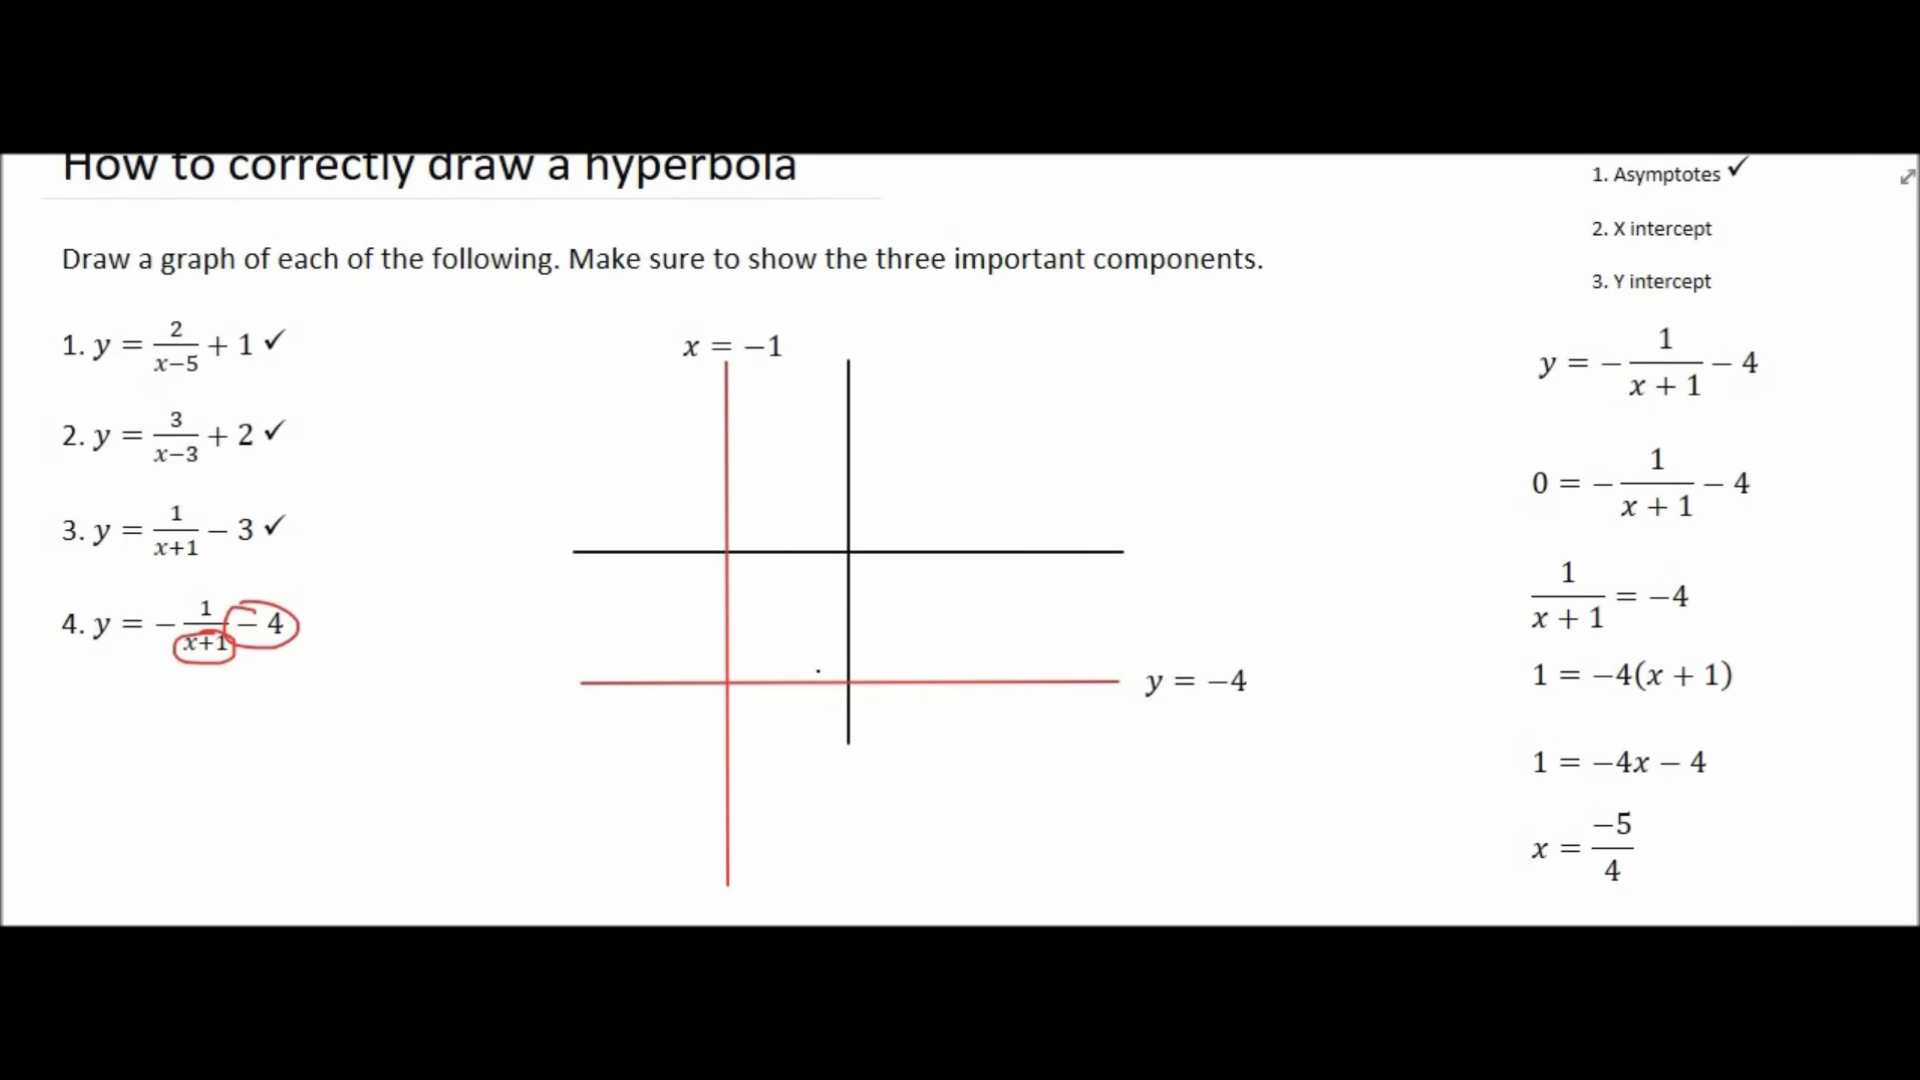 How to correctly draw a hyperbola
Draw a graph of each of the following. Make sure to show the three important components.
1. y = 2/(x−5) + 1 ✓
2. y = 3/(x−3) + 2 ✓
3. y = 1/(x+1) − 3 ✓
4. y = − 1/(x+1) − 4
x = −1
y = −4
1. Asymptotes ✓
2. X intercept
3. Y intercept
y = − 1/(x + 1) − 4
0 = − 1/(x + 1) − 4
1/(x + 1) = −4
1 = −4(x + 1)
1 = −4x − 4
x = −5/4